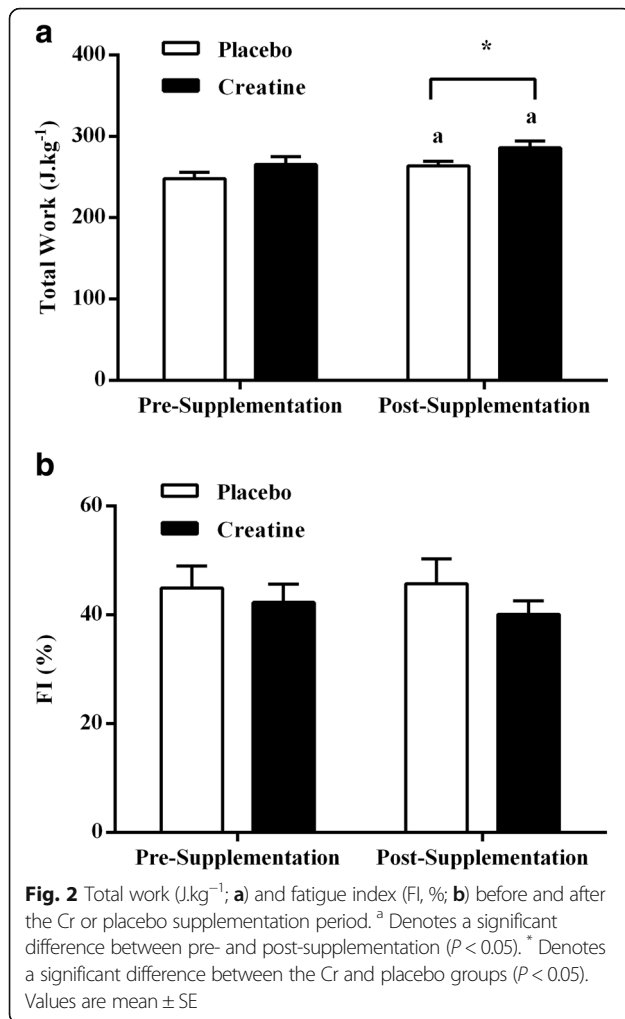 a
Placebo
Creatine
*
a a
Total Work (J.kg⁻¹)
400
300
200
100
0
Pre-Supplementation Post-Supplementation
b
Placebo
Creatine
FI (%)
60
40
20
0
Pre-Supplementation Post-Supplementation
Fig. 2 Total work (J.kg⁻¹; a) and fatigue index (FI, %; b) before and after
the Cr or placebo supplementation period. ᵃ Denotes a significant
difference between pre- and post-supplementation (P < 0.05). * Denotes
a significant difference between the Cr and placebo groups (P < 0.05).
Values are mean ± SE